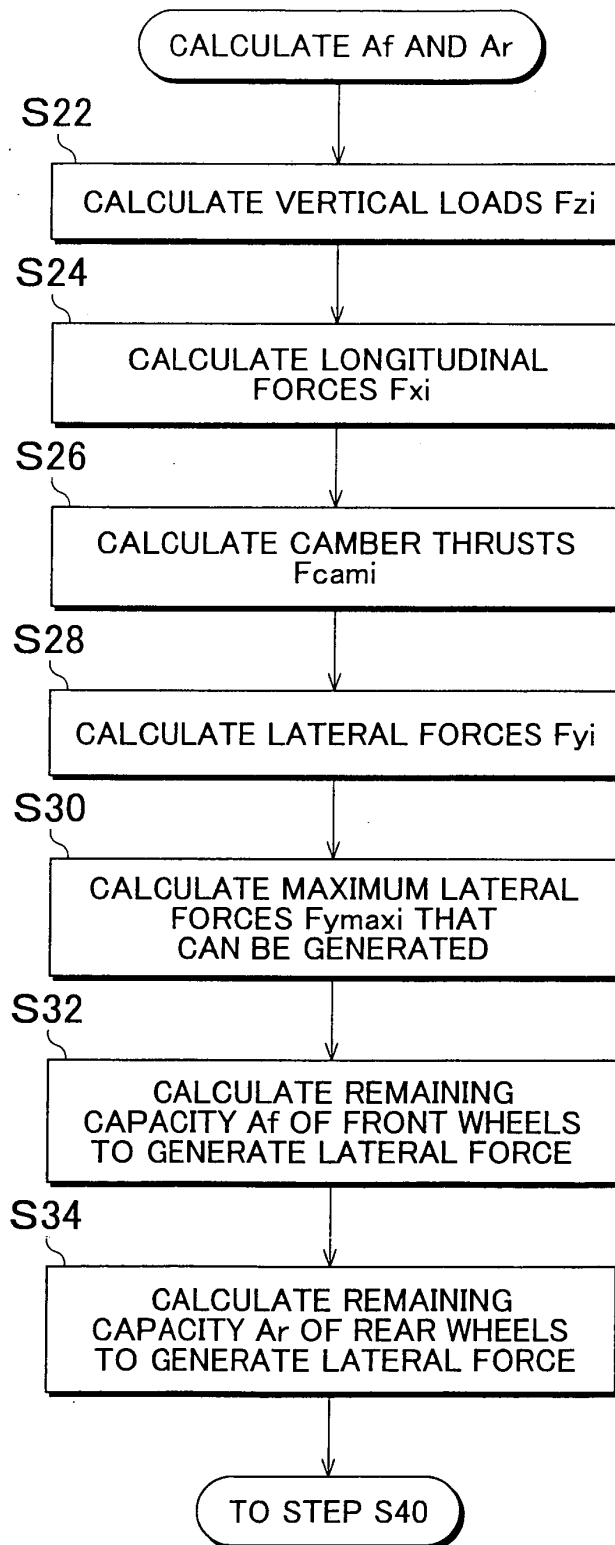 CALCULATE Af AND Ar
S22
CALCULATE VERTICAL LOADS Fzi
S24
CALCULATE LONGITUDINAL
FORCES Fxi
S26
CALCULATE CAMBER THRUSTS
Fcami
S28
CALCULATE LATERAL FORCES Fyi
S30
CALCULATE MAXIMUM LATERAL
FORCES Fymaxi THAT
CAN BE GENERATED
S32
CALCULATE REMAINING
CAPACITY Af OF FRONT WHEELS
TO GENERATE LATERAL FORCE
S34
CALCULATE REMAINING
CAPACITY Ar OF REAR WHEELS
TO GENERATE LATERAL FORCE
TO STEP S40